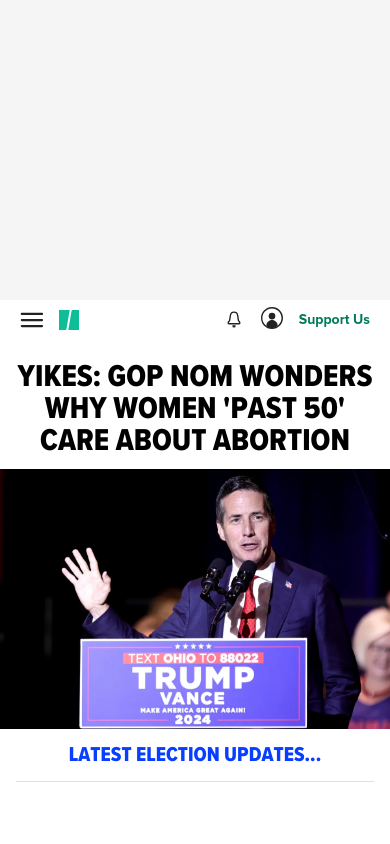 Support Us
YIKES: GOP NOM WONDERS
WHY WOMEN 'PAST 50'
CARE ABOUT ABORTION
★★★★★
TEXT OHIO TO 88022
TRUMP
VANCE
MAKE AMERICA GREAT AGAIN!
2024
LATEST ELECTION UPDATES...